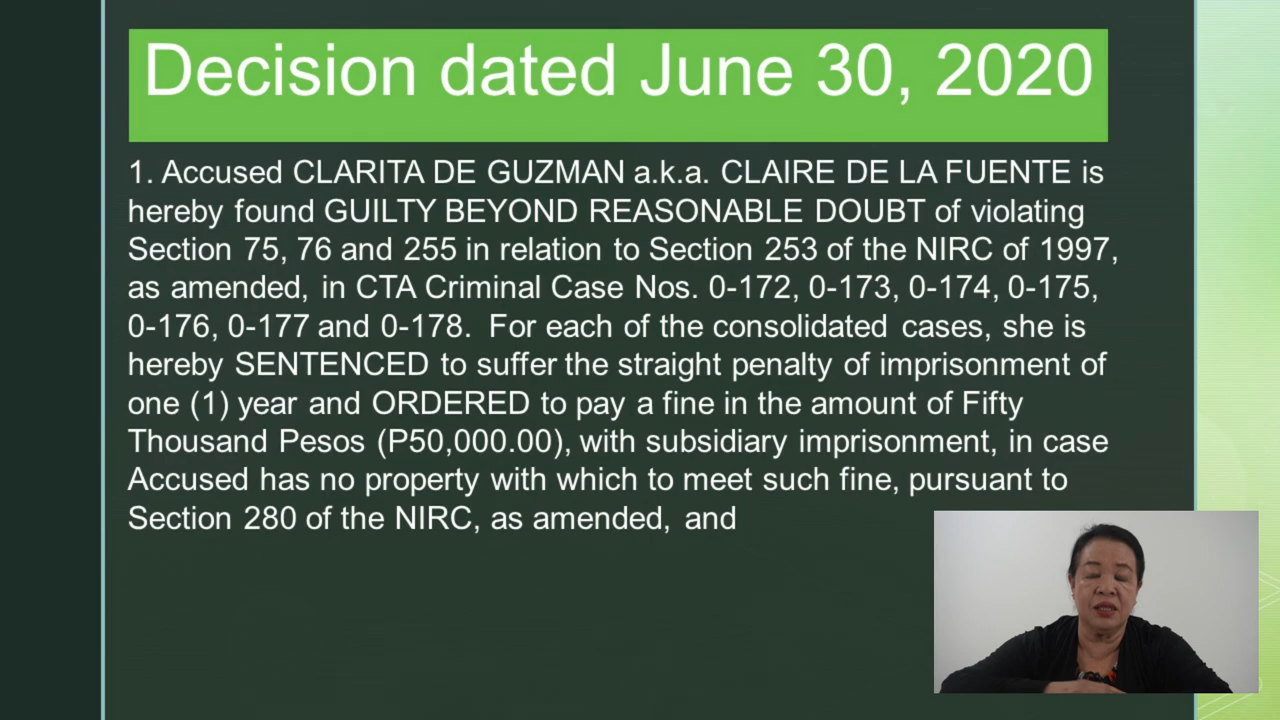 Decision dated June 30, 2020
1. Accused CLARITA DE GUZMAN a.k.a. CLAIRE DE LA FUENTE is
hereby found GUILTY BEYOND REASONABLE DOUBT of violating
Section 75, 76 and 255 in relation to Section 253 of the NIRC of 1997,
as amended, in CTA Criminal Case Nos. 0-172, 0-173, 0-174, 0-175,
0-176, 0-177 and 0-178. For each of the consolidated cases, she is
hereby SENTENCED to suffer the straight penalty of imprisonment of
one (1) year and ORDERED to pay a fine in the amount of Fifty
Thousand Pesos (P50,000.00), with subsidiary imprisonment, in case
Accused has no property with which to meet such fine, pursuant to
Section 280 of the NIRC, as amended, and